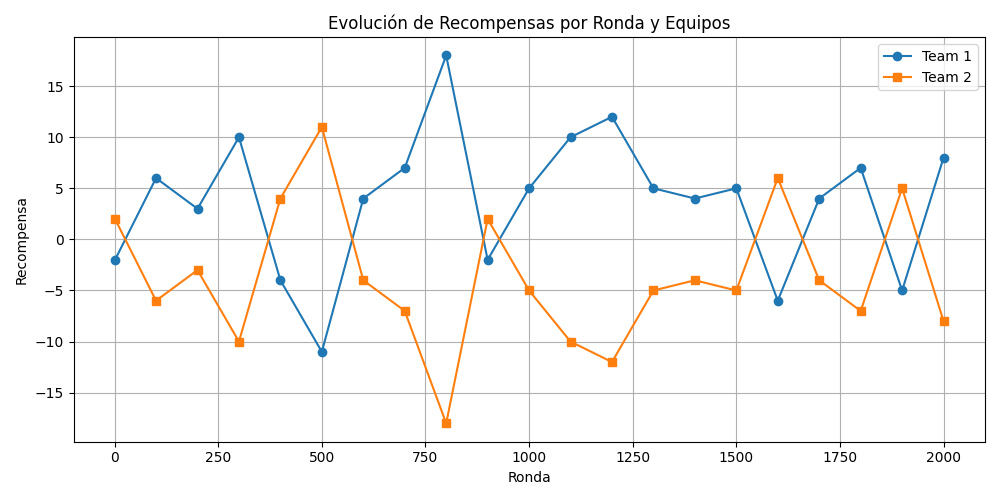 Evolución de Recompensas por Ronda y Equipos
Team 1
Team 2
Recompensa
15
10
5
0
−5
−10
−15
0 250 500 750 1000 1250 1500 1750 2000
Ronda